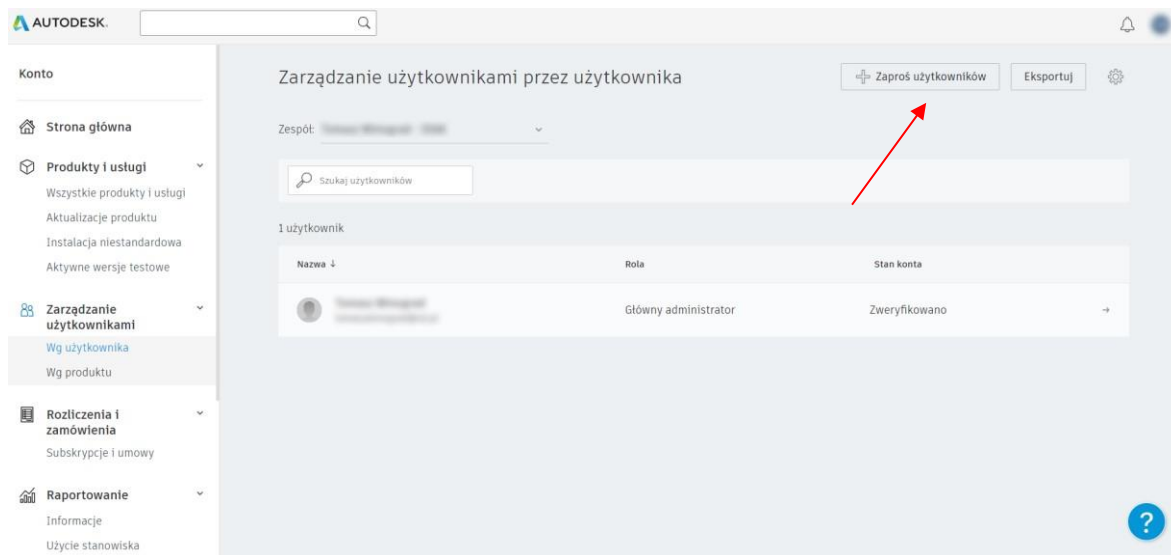 AUTODESK.
Konto
Strona główna
Produkty i usługi
Wszystkie produkty i usługi
Aktualizacje produktu
Instalacja niestandardowa
Aktywne wersje testowe
Zarządzanie
użytkownikami
Wg użytkownika
Wg produktu
Rozliczenia i
zamówienia
Subskrypcje i umowy
Raportowanie
Informacje
Użycie stanowiska
Zarządzanie użytkownikami przez użytkownika
Zaproś użytkowników
Eksportuj
Zespół:
Szukaj użytkowników
1 użytkownik
Nazwa ↓ Rola Stan konta
Główny administrator Zweryfikowano →
?